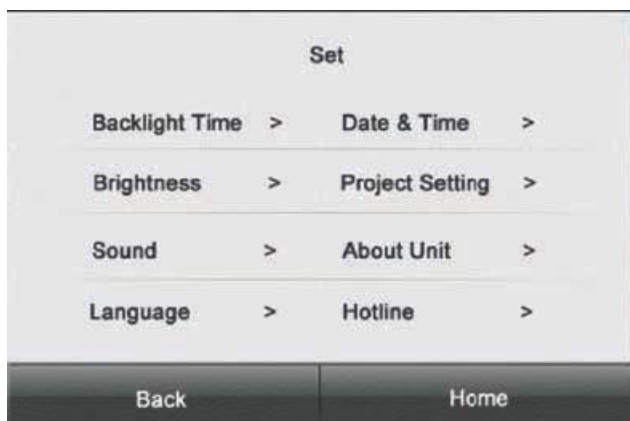 Set
Backlight Time > Date & Time >
Brightness > Project Setting >
Sound > About Unit >
Language > Hotline >
Back Home